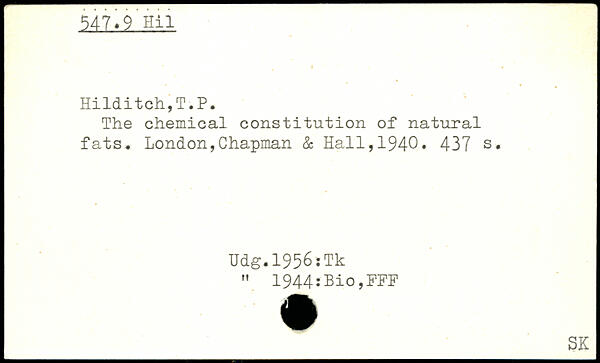 547.9 Hil
Hilditch,T.P.
The chemical constitution of natural
fats. London,Chapman & Hall,1940. 437 s.
Udg.1956:Tk
" 1944:Bio,FFF
SK